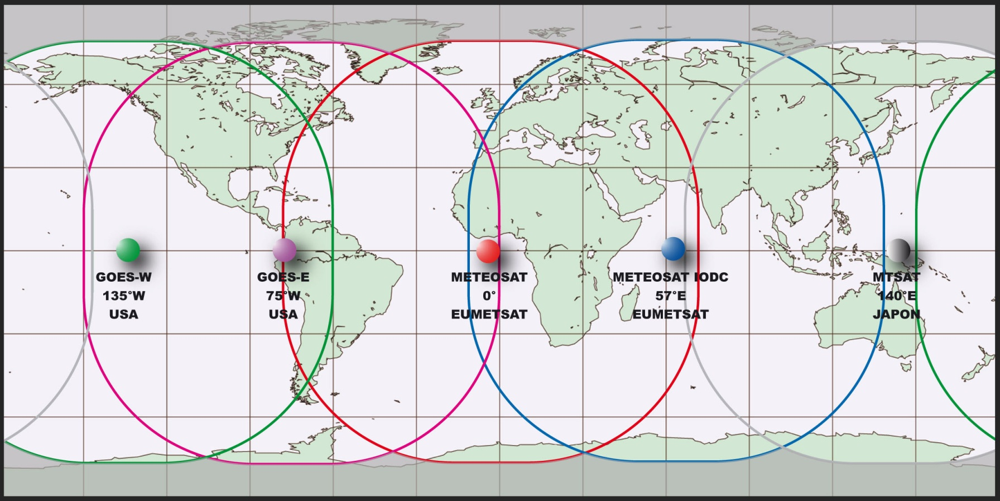 GOES-W
135°W
USA
GOES-E
75°W
USA
METEOSAT
0°
EUMETSAT
METEOSAT IODC
57°E
EUMETSAT
MTSAT
140°E
JAPON